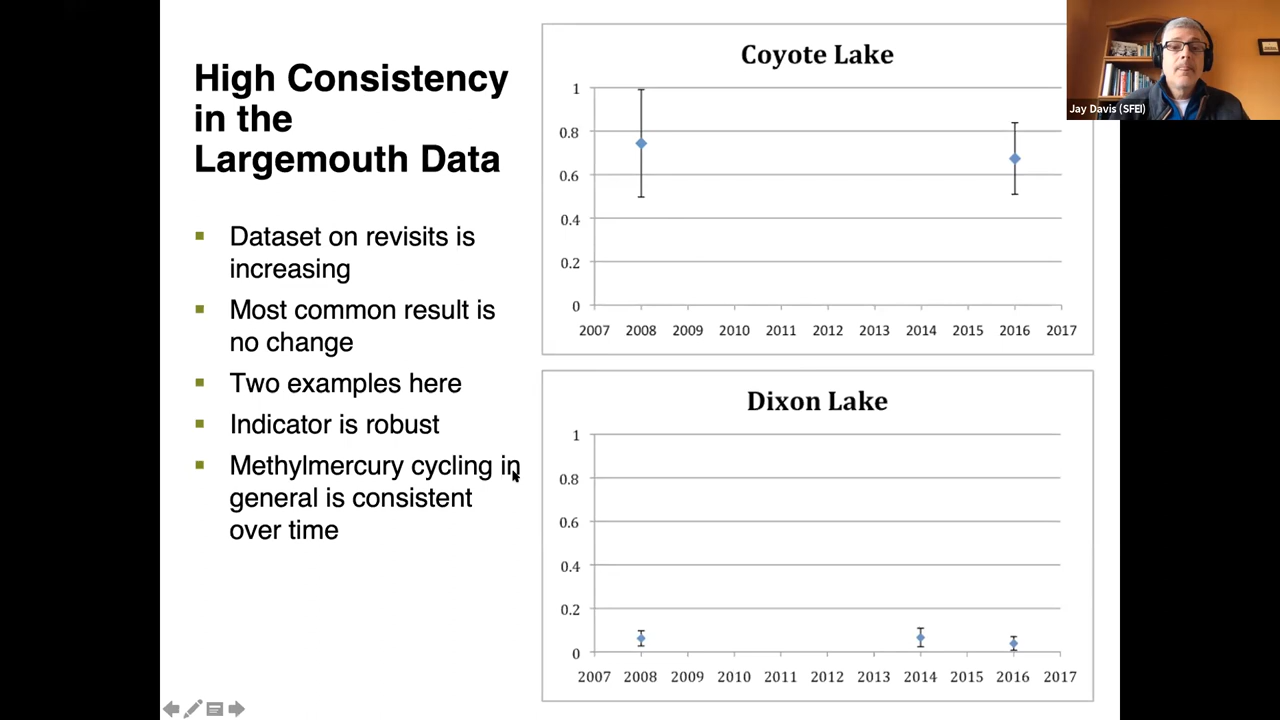 High Consistency
in the
Largemouth Data
Dataset on revisits is
increasing
Most common result is
no change
Two examples here
Indicator is robust
Methylmercury cycling in
general is consistent
over time
Coyote Lake
1
0.8
0.6
0.4
0.2
0
2007 2008 2009 2010 2011 2012 2013 2014 2015 2016 2017
Dixon Lake
1
0.8
0.6
0.4
0.2
0
2007 2008 2009 2010 2011 2012 2013 2014 2015 2016 2017
Jay Davis (SFEI)